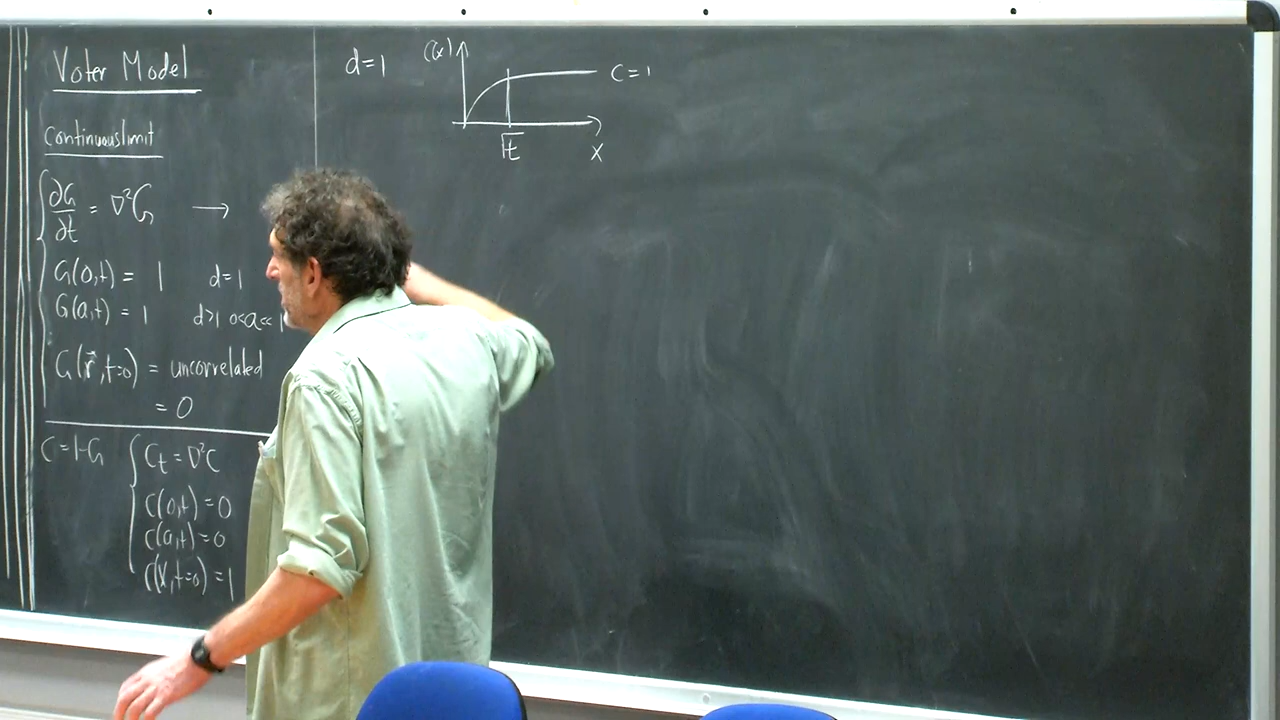 Voter Model
Continuous limit
∂G/∂t = ∇²G →
G(0,t) = 1 d=1
G(a,t) = 1 d>1 0<a<<1
G(r⃗,t=0) = uncorrelated
= 0
C=1-G
Ct = ∇²C
C(0,t)=0
C(a,t)=0
C(x,t=0)=1
d=1
C(x)
C=1
√t
x